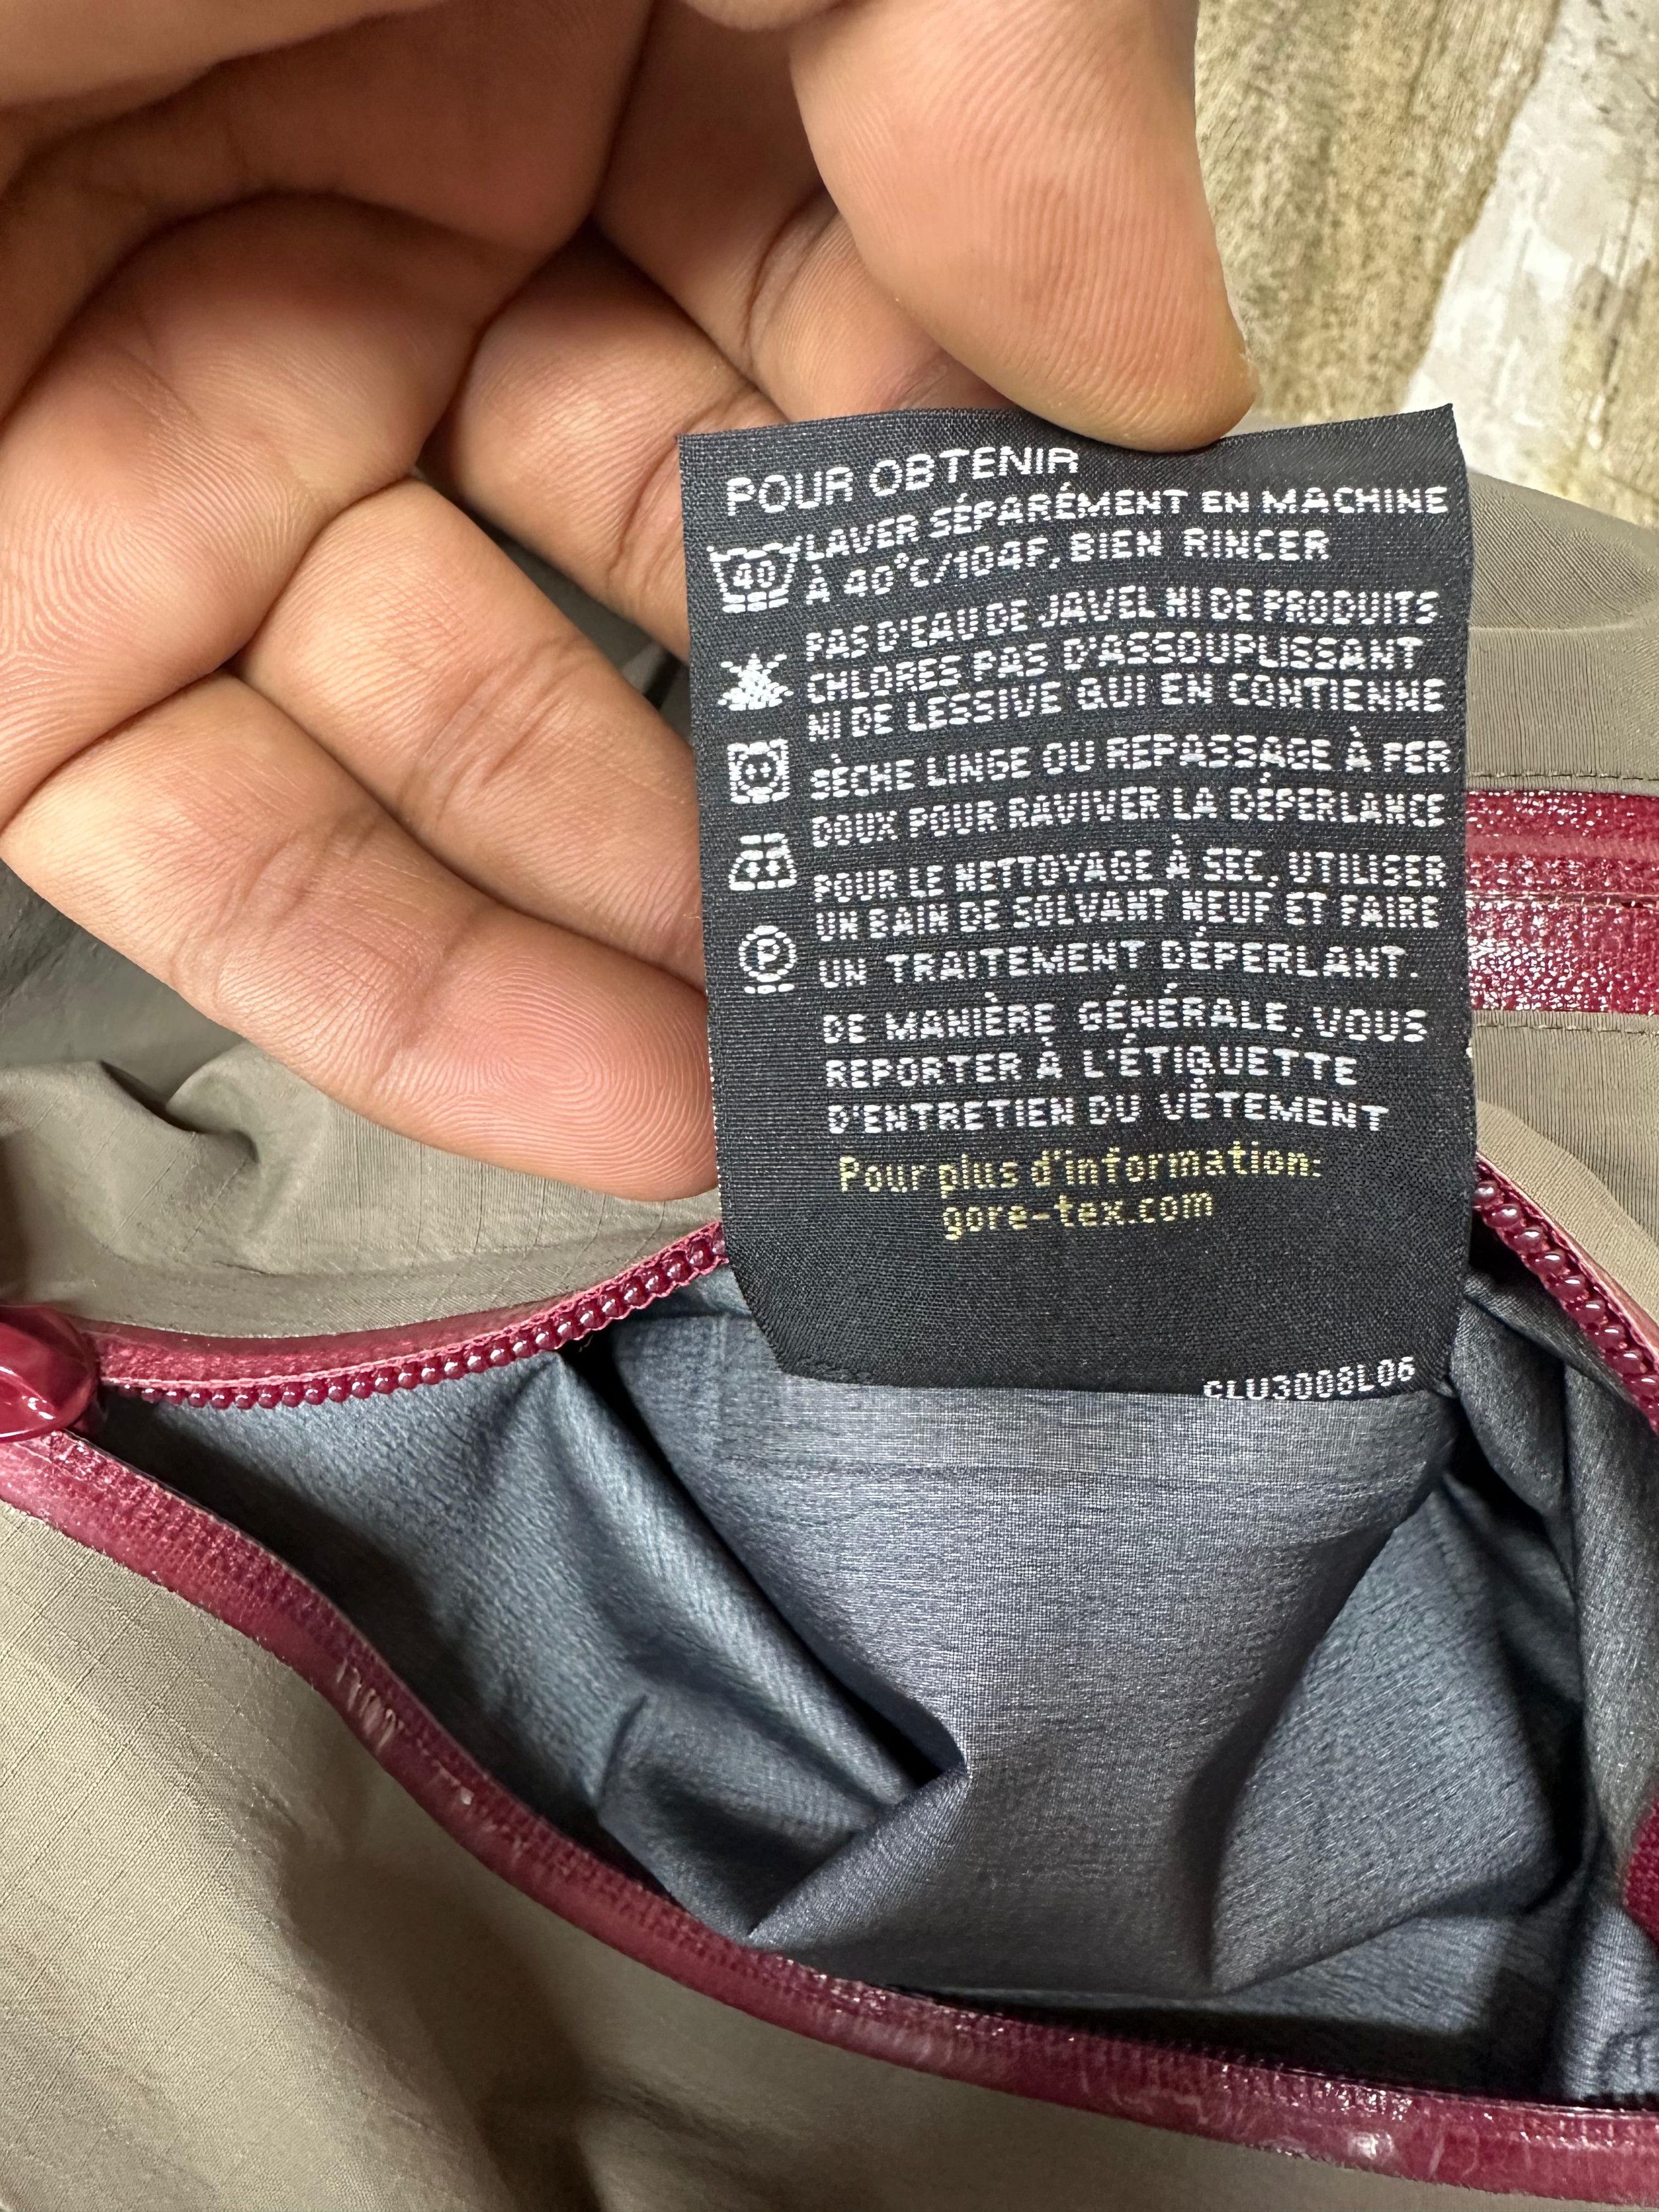 POUR OBTENIR
LAVER SÉPARÉMENT EN MACHINE
40
À 40°C/104F, BIEN RINCER
PAS D'EAU DE JAVEL NI DE PRODUITS
CHLORES PAS D'ASSOUPLISSANT
NI DE LESSIVE QUI EN CONTIENNE
SÈCHE LINGE OU REPASSAGE À FER
DOUX POUR RAVIVER LA DÉPERLANCE
POUR LE NETTOYAGE À SEC, UTILISER
UN BAIN DE SOLVANT NEUF ET FAIRE
P
UN TRAITEMENT DÉPERLANT.
DE MANIÈRE GÉNÉRALE, VOUS
REPORTER À L'ÉTIQUETTE
D'ENTRETIEN DU VÊTEMENT
Pour plus d'information:
gore-tex.com
CLU3008L06